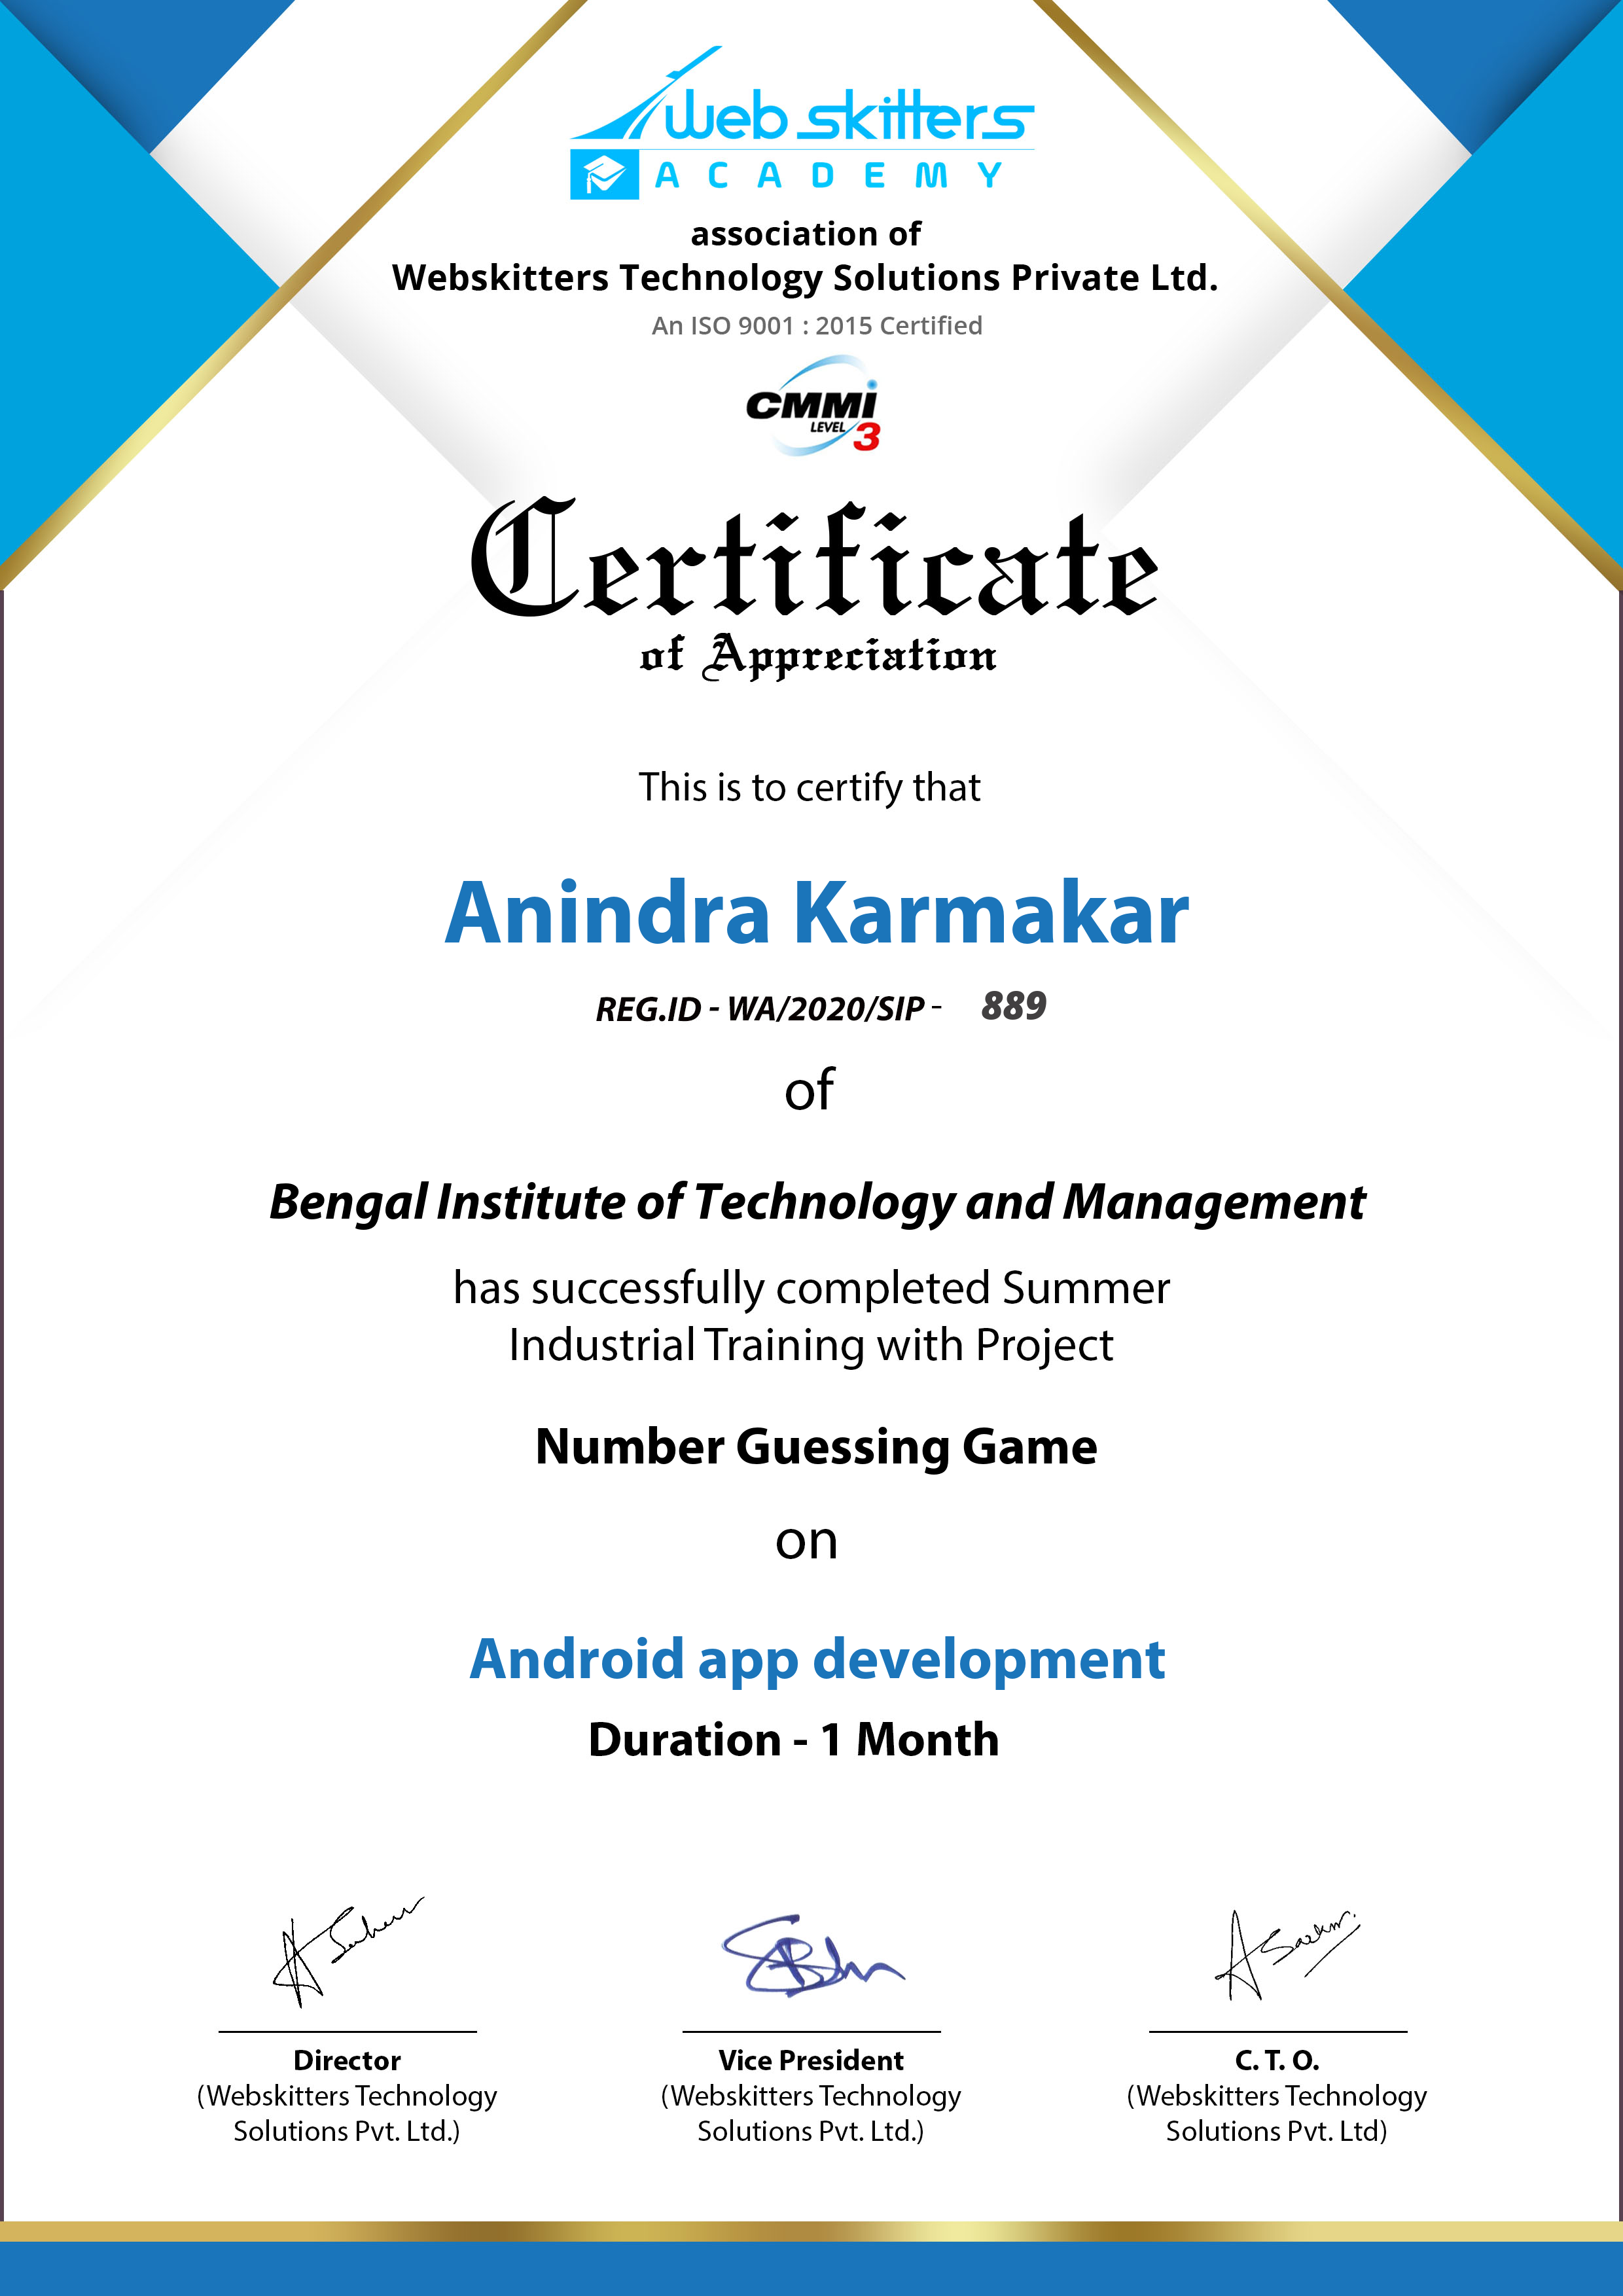 Web skitters
ACADEMY
association of
Webskitters Technology Solutions Private Ltd.
An ISO 9001 : 2015 Certified
CMMI
LEVEL 3
Certificate
of Appreciation
This is to certify that
Anindra Karmakar
REG.ID - WA/2020/SIP - 889
of
Bengal Institute of Technology and Management
has successfully completed Summer
Industrial Training with Project
Number Guessing Game
on
Android app development
Duration - 1 Month
Director
(Webskitters Technology
Solutions Pvt. Ltd.)
Vice President
(Webskitters Technology
Solutions Pvt. Ltd.)
C. T. O.
(Webskitters Technology
Solutions Pvt. Ltd)